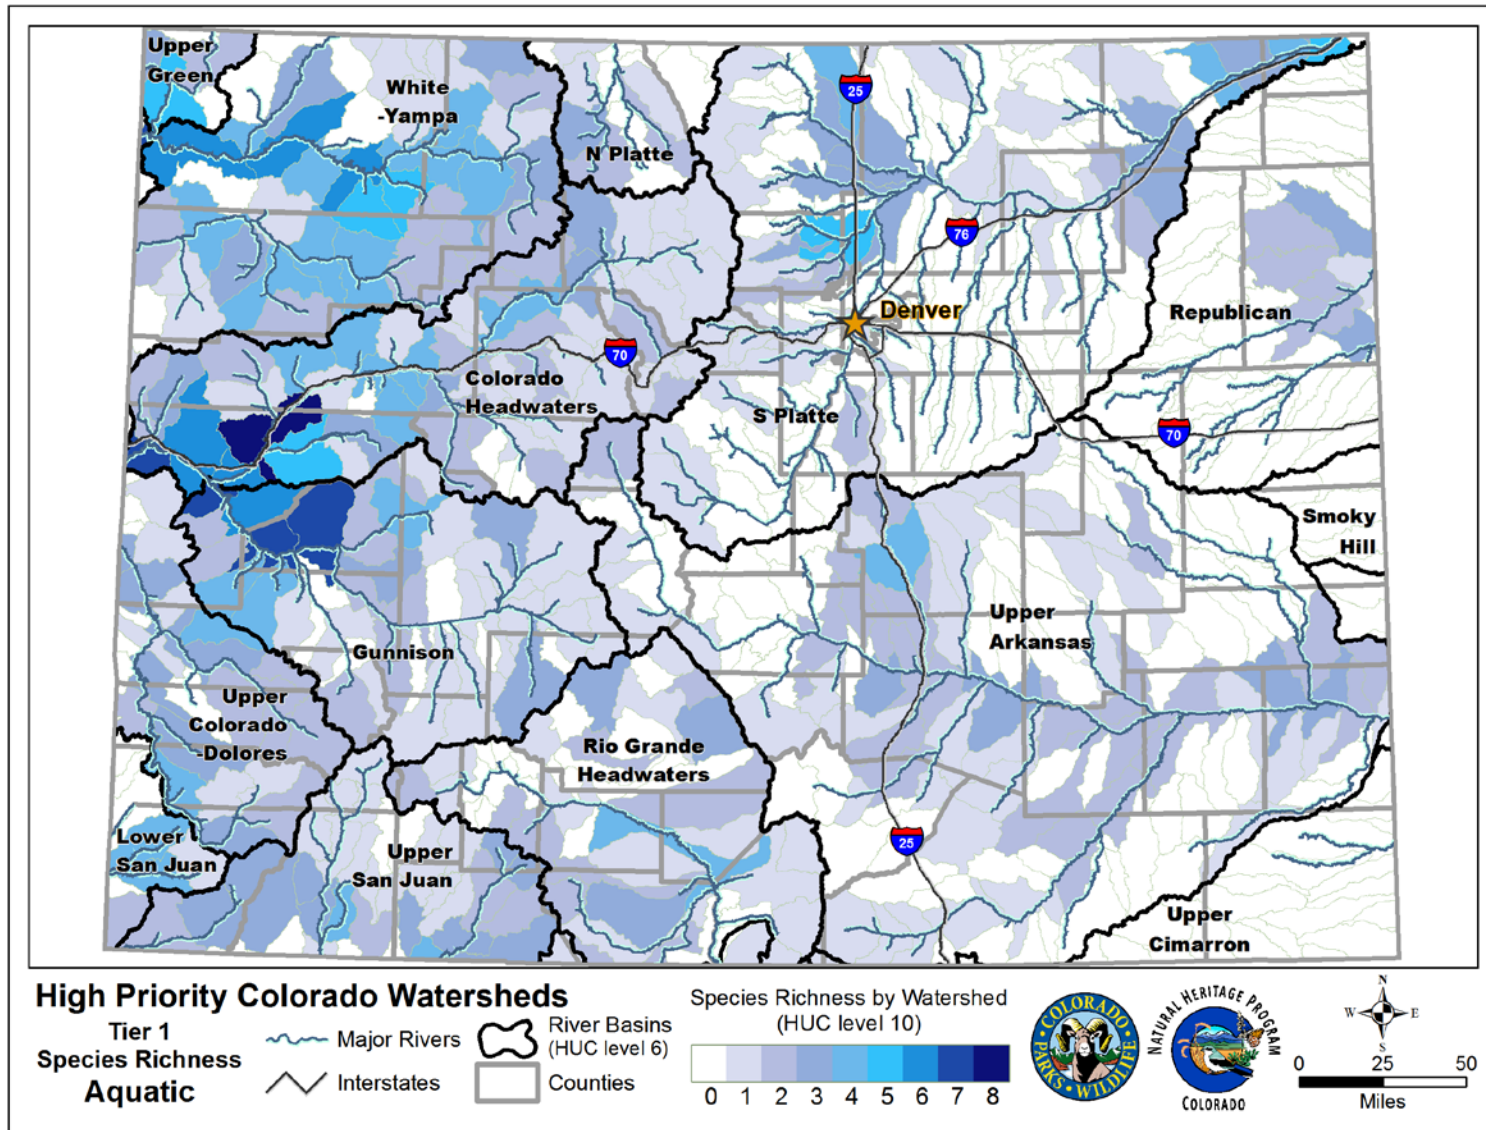 Upper
Green
White
-Yampa
25
N Platte
76
Denver
Republican
70
Colorado
Headwaters
S Platte
70
Smoky
Hill
Upper
Arkansas
Gunnison
Upper
Colorado
-Dolores
Rio Grande
Headwaters
Lower
San Juan
Upper
San Juan
25
Upper
Cimarron
High Priority Colorado Watersheds
Tier 1
Species Richness
Aquatic
Major Rivers
Interstates
River Basins
(HUC level 6)
Counties
Species Richness by Watershed
(HUC level 10)
0 1 2 3 4 5 6 7 8
COLORADO
PARKS • WILDLIFE
NATURAL HERITAGE PROGRAM
COLORADO
N
W E
S
0 25 50
Miles